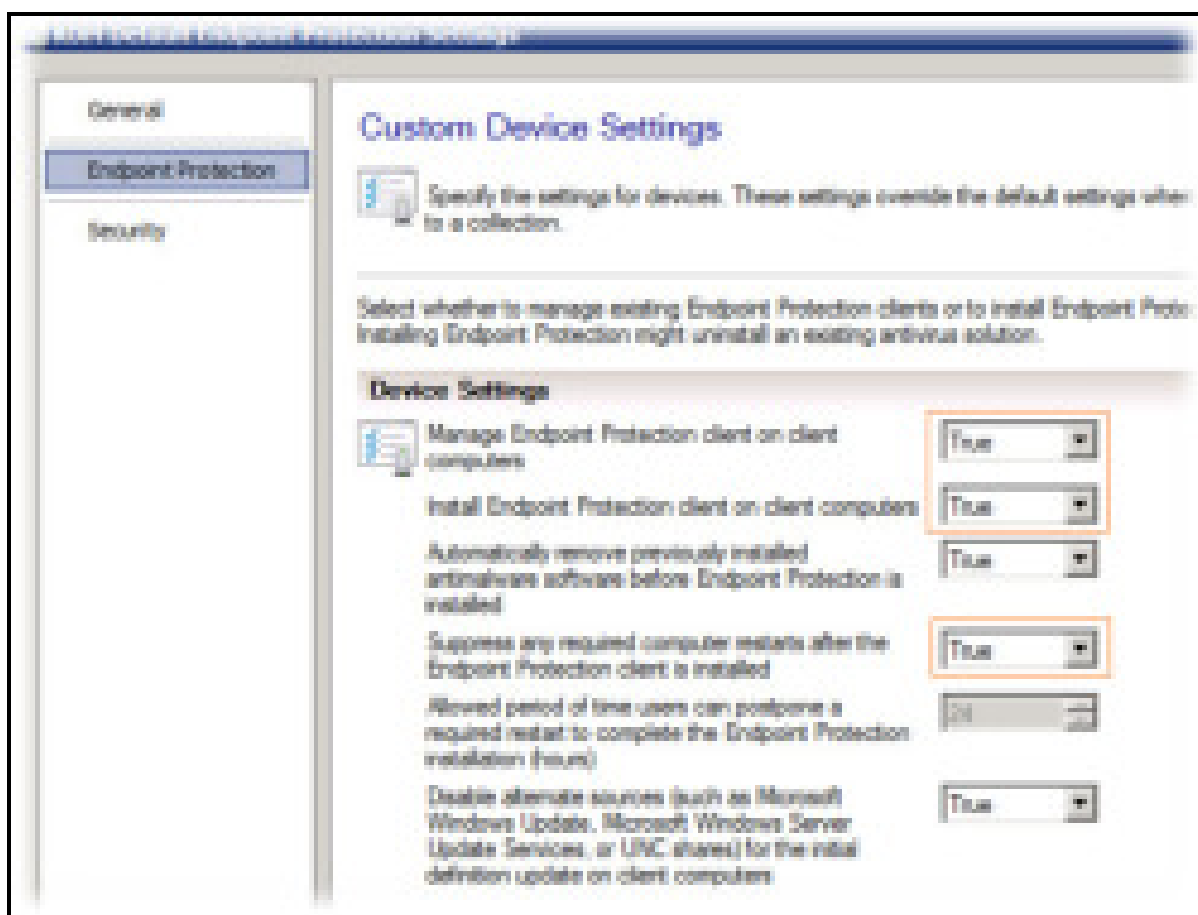 General
Endpoint Protection
Security
Custom Device Settings
Specify the settings for devices. These settings override the default settings when
to a collection.
Select whether to manage existing Endpoint Protection clients or to install Endpoint Prote
Installing Endpoint Protection might uninstall an existing antivirus solution.
Device Settings
Manage Endpoint Protection client on client
computers
True
Install Endpoint Protection client on client computers
True
Automatically remove previously installed
antimalware software before Endpoint Protection is
installed
True
Suppress any required computer restarts after the
Endpoint Protection client is installed
True
Allowed period of time users can postpone a
required restart to complete the Endpoint Protection
installation (hours)
24
Disable alternate sources (such as Microsoft
Windows Update, Microsoft Windows Server
Update Services, or UNC shares) for the initial
definition update on client computers
True